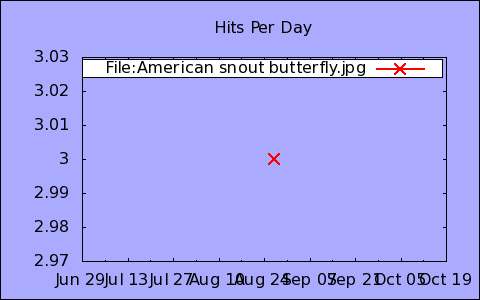 Hits Per Day
3.03
File:American snout butterfly.jpg
3.02
3.01
3
2.99
2.98
2.97
Jun 29 Jul 13 Jul 27 Aug 10 Aug 24 Sep 07 Sep 21 Oct 05 Oct 19